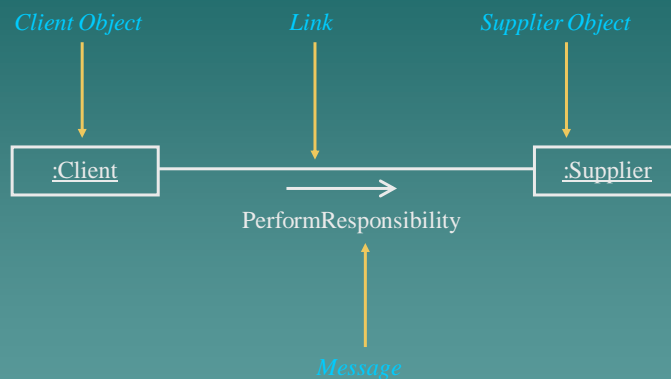 Client Object
Link
Supplier Object
:Client
:Supplier
PerformResponsibility
Message